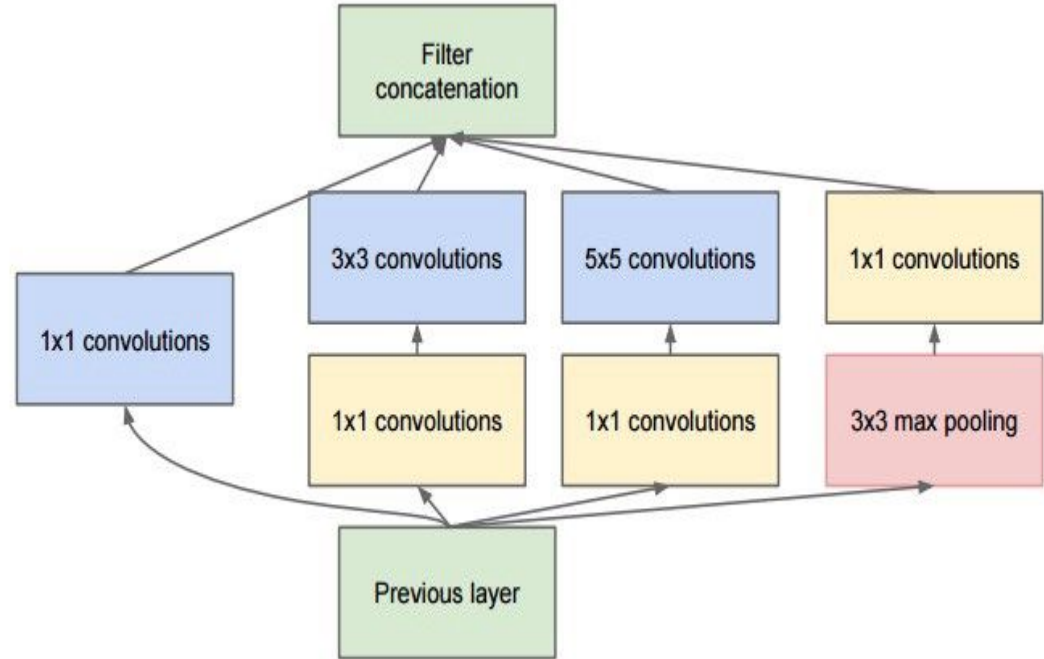 Filter
concatenation
3x3 convolutions
5x5 convolutions
1x1 convolutions
1x1 convolutions
1x1 convolutions
1x1 convolutions
3x3 max pooling
Previous layer